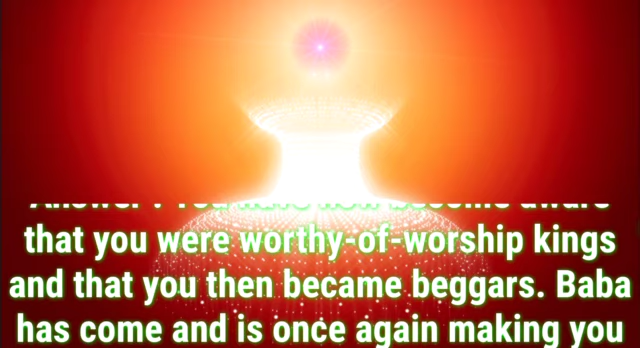 Answer : You have now become aware
that you were worthy-of-worship kings
and that you then became beggars. Baba
has come and is once again making you